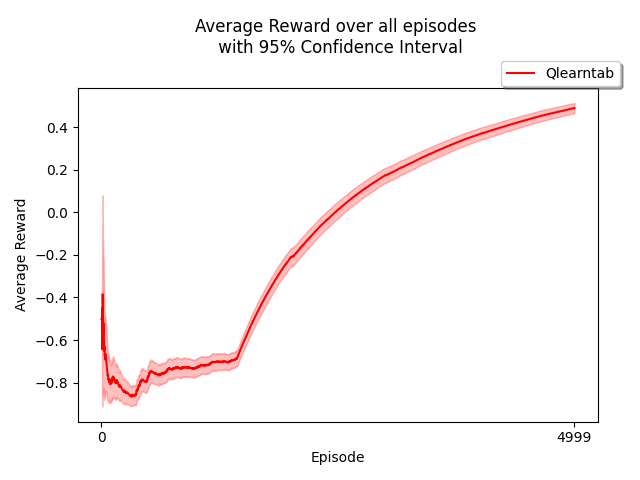 Average Reward over all episodes
with 95% Confidence Interval
Qlearntab
0.4
0.2
0.0
−0.2
−0.4
−0.6
−0.8
Average Reward
0
4999
Episode